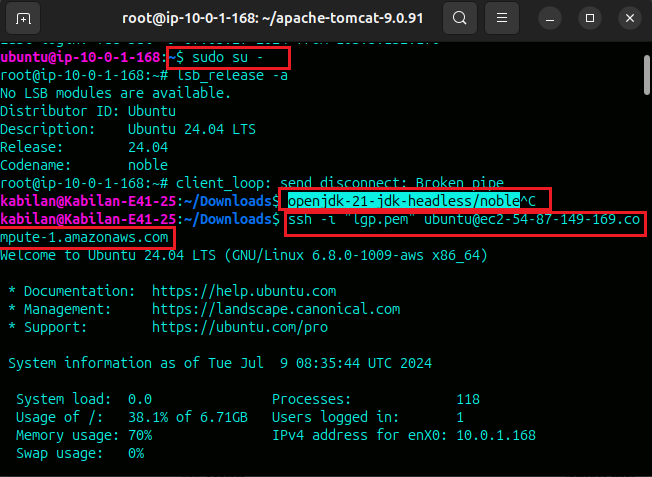 root@ip-10-0-1-168: ~/apache-tomcat-9.0.91
ubuntu@ip-10-0-1-168:~$ sudo su -
root@ip-10-0-1-168:~# lsb_release -a
No LSB modules are available.
Distributor ID: Ubuntu
Description:    Ubuntu 24.04 LTS
Release:        24.04
Codename:       noble
root@ip-10-0-1-168:~# client_loop: send disconnect: Broken pipe
kabilan@Kabilan-E41-25:~/Downloads$ openjdk-21-jdk-headless/noble^C
kabilan@Kabilan-E41-25:~/Downloads$ ssh -i "lgp.pem" ubuntu@ec2-54-87-149-169.co
mpute-1.amazonaws.com
Welcome to Ubuntu 24.04 LTS (GNU/Linux 6.8.0-1009-aws x86_64)
* Documentation:  https://help.ubuntu.com
* Management:     https://landscape.canonical.com
* Support:        https://ubuntu.com/pro
System information as of Tue Jul  9 08:35:44 UTC 2024
System load:  0.0               Processes:             118
Usage of /:   38.1% of 6.71GB   Users logged in:       1
Memory usage: 70%               IPv4 address for enX0: 10.0.1.168
Swap usage:   0%